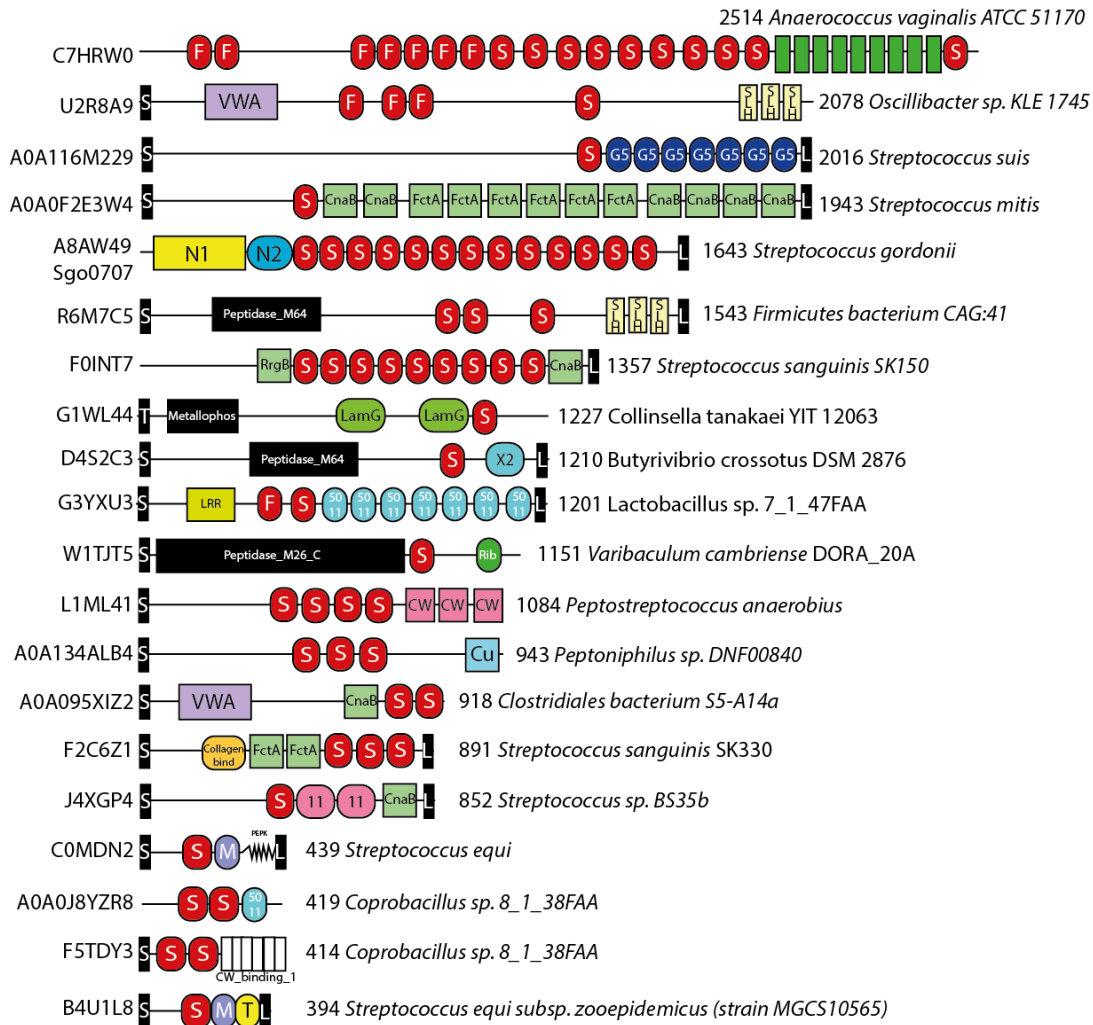 2514 Anaerococcus vaginalis ATCC 51170
C7HRW0 F F F F F F F S S S S S S S S S
U2R8A9 S VWA F F F S SLH SLH SLH 2078 Oscillibacter sp. KLE 1745
A0A116M229 S S G5 G5 G5 G5 G5 G5 G5 L 2016 Streptococcus suis
A0A0F2E3W4 S S CnaB CnaB FctA FctA FctA FctA FctA FctA CnaB CnaB CnaB CnaB L 1943 Streptococcus mitis
A8AW49 N1 N2 S S S S S S S S S S S S S L 1643 Streptococcus gordonii
Sgo0707
R6M7C5 S Peptidase_M64 S S S SLH SLH SLH L 1543 Firmicutes bacterium CAG:41
F0INT7 RrgB S S S S S S S S S CnaB L 1357 Streptococcus sanguinis SK150
G1WL44 T Metallophos LamG LamG S 1227 Collinsella tanakaei YIT 12063
D4S2C3 S Peptidase_M64 S X2 L 1210 Butyrivibrio crossotus DSM 2876
G3YXU3 S LRR F S 50 11 50 11 50 11 50 11 50 11 50 11 50 11 L 1201 Lactobacillus sp. 7_1_47FAA
W1TJT5 S Peptidase_M26_C S Rib 1151 Varibaculum cambriense DORA_20A
L1ML41 S S S S S CW CW CW 1084 Peptostreptococcus anaerobius
A0A134ALB4 S S S S Cu 943 Peptoniphilus sp. DNF00840
A0A095XIZ2 S VWA CnaB S S 918 Clostridiales bacterium S5-A14a
F2C6Z1 S Collagen bind FctA FctA S S S L 891 Streptococcus sanguinis SK330
J4XGP4 S S 11 11 CnaB L 852 Streptococcus sp. BS35b
C0MDN2 S S M PEPK L 439 Streptococcus equi
A0A0J8YZR8 S S 50 11 419 Coprobacillus sp. 8_1_38FAA
F5TDY3 S S S CW_binding_1 414 Coprobacillus sp. 8_1_38FAA
B4U1L8 S S M T L 394 Streptococcus equi subsp. zooepidemicus (strain MGCS10565)